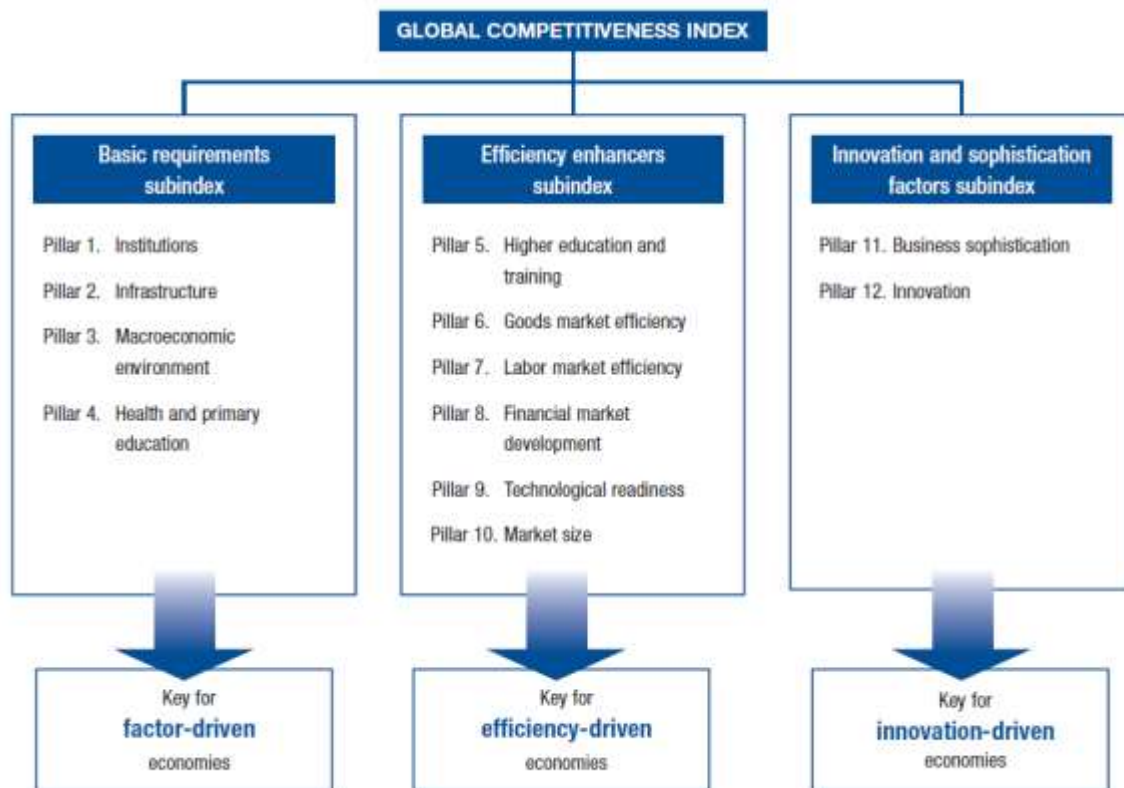 GLOBAL COMPETITIVENESS INDEX
Basic requirements
subindex
Pillar 1. Institutions
Pillar 2. Infrastructure
Pillar 3. Macroeconomic
environment
Pillar 4. Health and primary
education
Key for
factor-driven
economies
Efficiency enhancers
subindex
Pillar 5. Higher education and
training
Pillar 6. Goods market efficiency
Pillar 7. Labor market efficiency
Pillar 8. Financial market
development
Pillar 9. Technological readiness
Pillar 10. Market size
Key for
efficiency-driven
economies
Innovation and sophistication
factors subindex
Pillar 11. Business sophistication
Pillar 12. Innovation
Key for
innovation-driven
economies